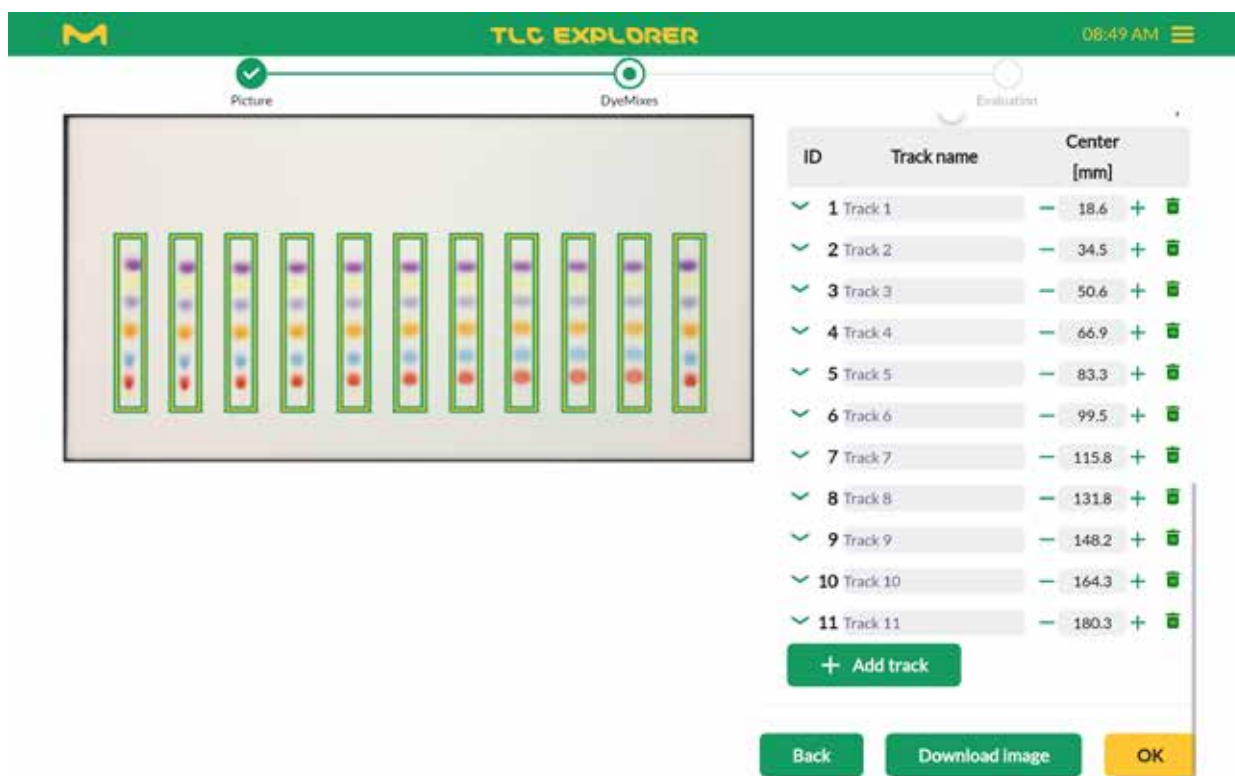 TLC EXPLORER
08:49 AM
Picture
DyeMixes
Evaluation
ID Track name Center
[mm]
1 Track 1 − 18.6 +
2 Track 2 − 34.5 +
3 Track 3 − 50.6 +
4 Track 4 − 66.9 +
5 Track 5 − 83.3 +
6 Track 6 − 99.5 +
7 Track 7 − 115.8 +
8 Track 8 − 131.8 +
9 Track 9 − 148.2 +
10 Track 10 − 164.3 +
11 Track 11 − 180.3 +
+ Add track
Back
Download image
OK